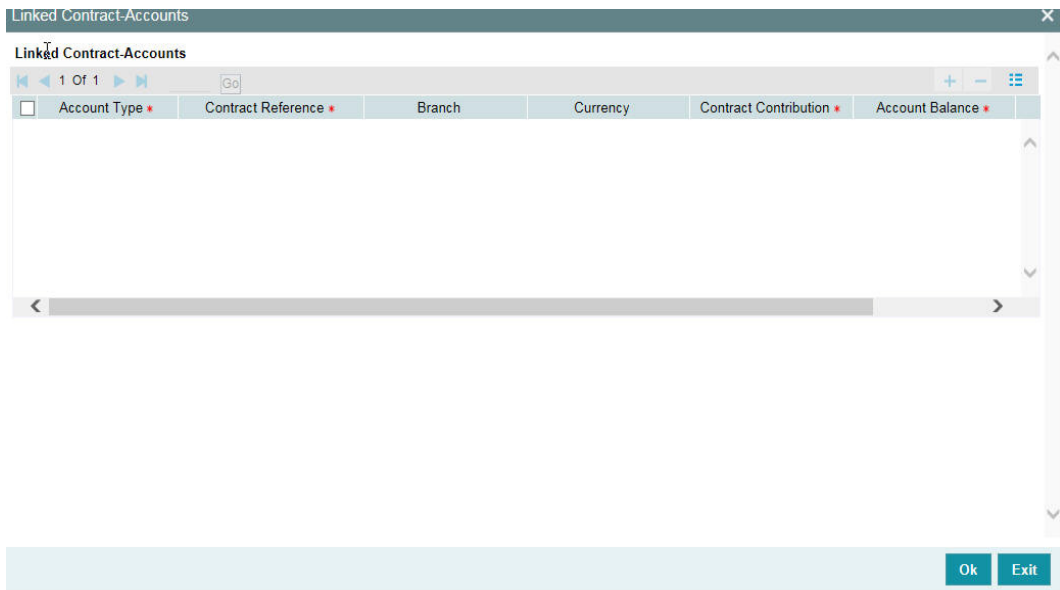 Linked Contract-Accounts
Linked Contract-Accounts
1 Of 1 Go
Account Type * Contract Reference * Branch Currency Contract Contribution * Account Balance *
Ok Exit